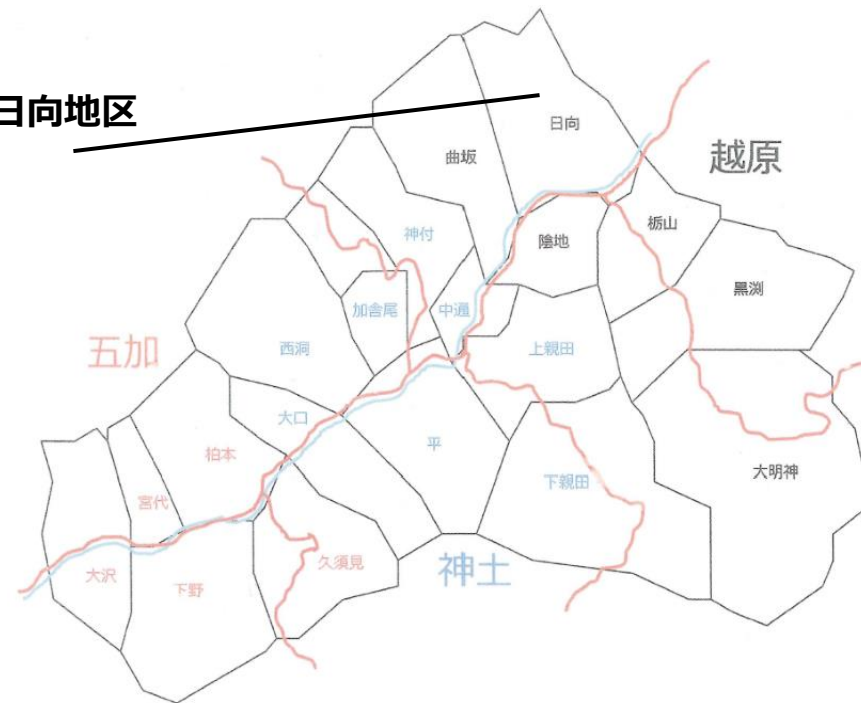 日向地区
日向
越原
曲坂
栃山
神付
陰地
黒渕
加舎尾
中通
五加
西洞
上親田
大口
平
柏本
大明神
下親田
宮代
久須見
神土
大沢
下野